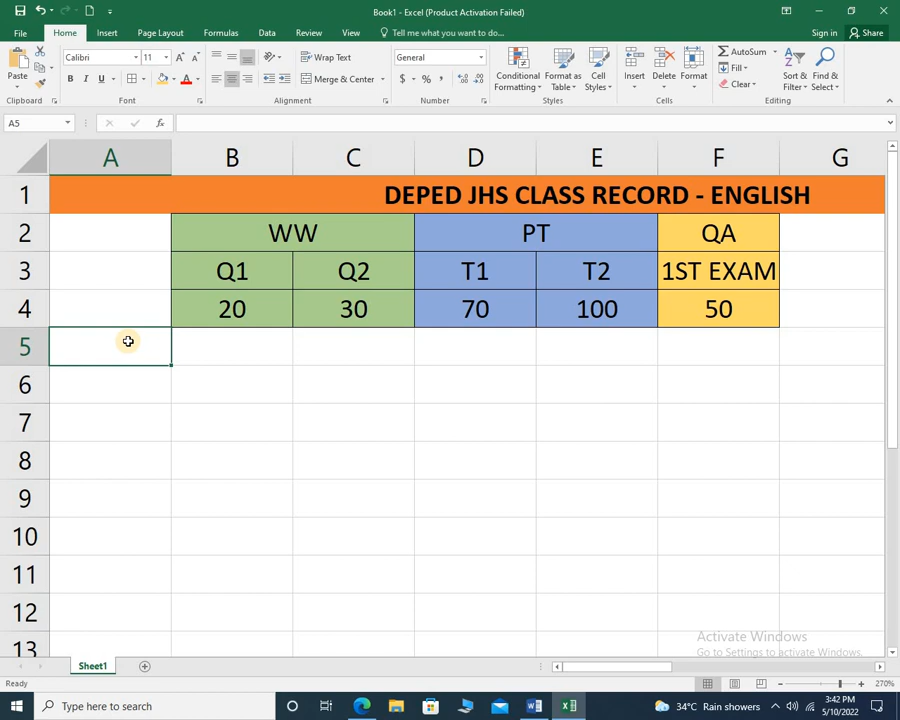 Book1 - Excel (Product Activation Failed)
File Home Insert Page Layout Formulas Data Review View Tell me what you want to do... Sign in Share
Paste
Calibri 11
B I U
Wrap Text
Merge & Center
General
$ % ,
Conditional Formatting
Format as Table
Cell Styles
Insert Delete Format
AutoSum
Fill
Clear
Sort & Filter
Find & Select
Clipboard Font Alignment Number Styles Cells Editing
A5 fx
A B C D E F G
1 DEPED JHS CLASS RECORD - ENGLISH
2 WW PT QA
3 Q1 Q2 T1 T2 1ST EXAM
4 20 30 70 100 50
5
6
7
8
9
10
11
12
13
Activate Windows
Go to Settings to activate Windows.
Sheet1
Ready 270%
Type here to search
34°C Rain showers
3:42 PM
5/10/2022